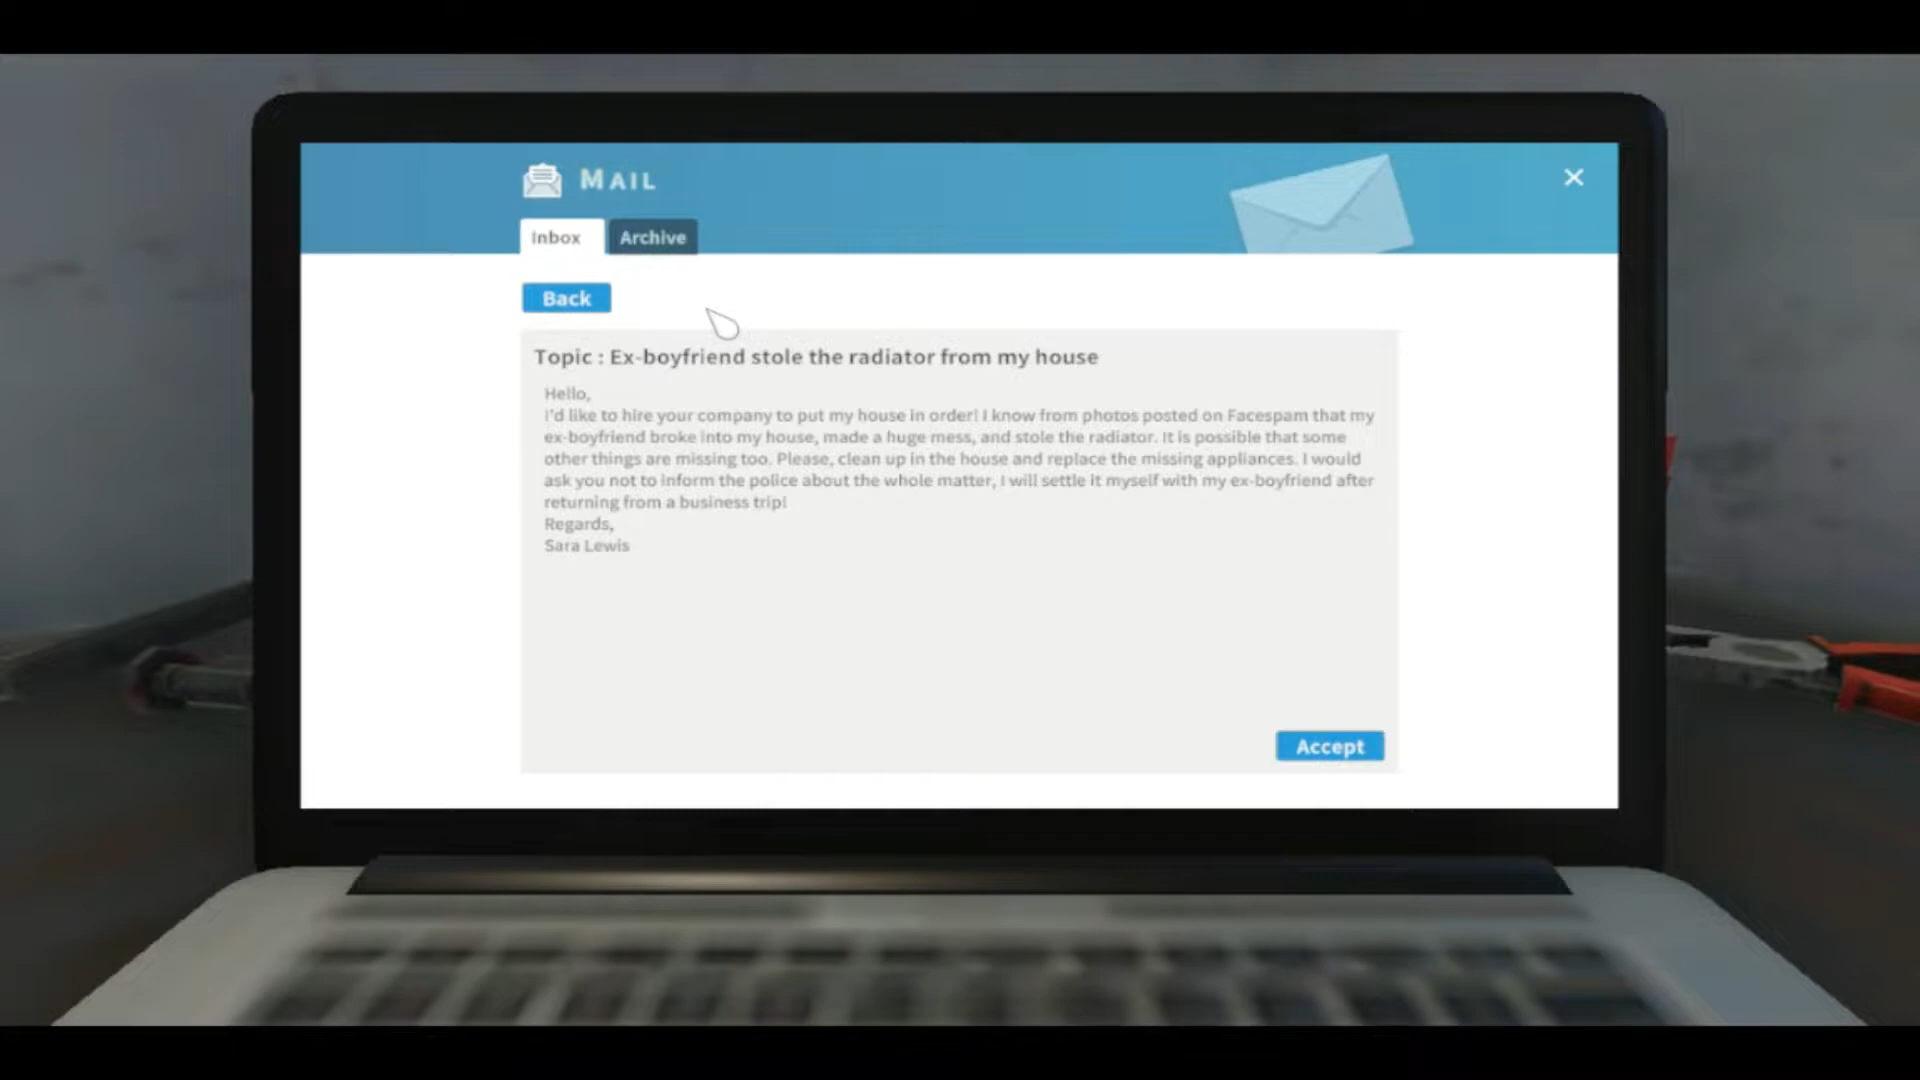 MAIL
Inbox
Archive
Back
Topic : Ex-boyfriend stole the radiator from my house
Hello,
I'd like to hire your company to put my house in order! I know from photos posted on Facespam that my
ex-boyfriend broke into my house, made a huge mess, and stole the radiator. It is possible that some
other things are missing too. Please, clean up in the house and replace the missing appliances. I would
ask you not to inform the police about the whole matter, I will settle it myself with my ex-boyfriend after
returning from a business trip!
Regards,
Sara Lewis
Accept